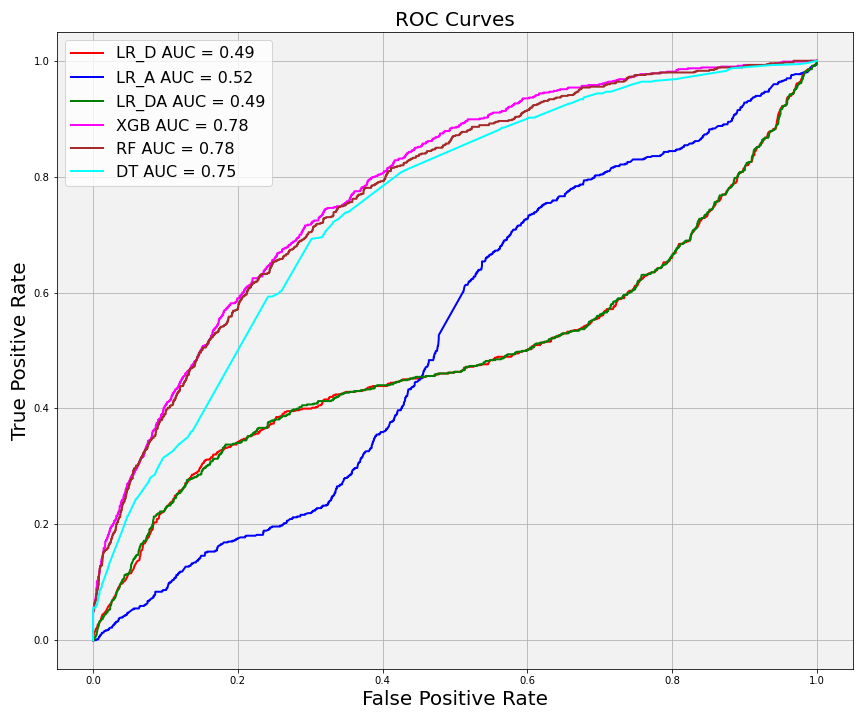 ROC Curves
LR_D AUC = 0.49
LR_A AUC = 0.52
LR_DA AUC = 0.49
XGB AUC = 0.78
RF AUC = 0.78
DT AUC = 0.75
True Positive Rate
1.0
0.8
0.6
0.4
0.2
0.0
0.0 0.2 0.4 0.6 0.8 1.0
False Positive Rate